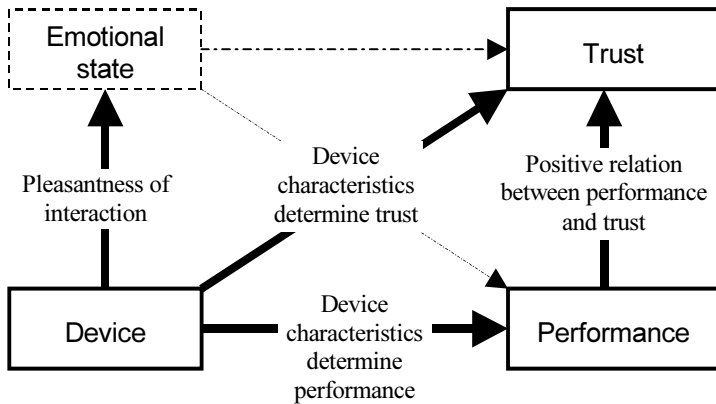 Emotional
state
Trust
Pleasantness of
interaction
Device
characteristics
determine trust
Positive relation
between performance
and trust
Device
Device
characteristics
determine
performance
Performance